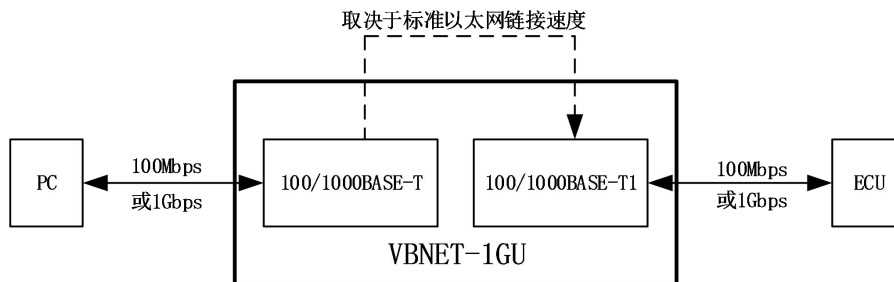 取决于标准以太网链接速度
PC
100Mbps
或1Gbps
100/1000BASE-T
100/1000BASE-T1
100Mbps
或1Gbps
ECU
VBNET-1GU